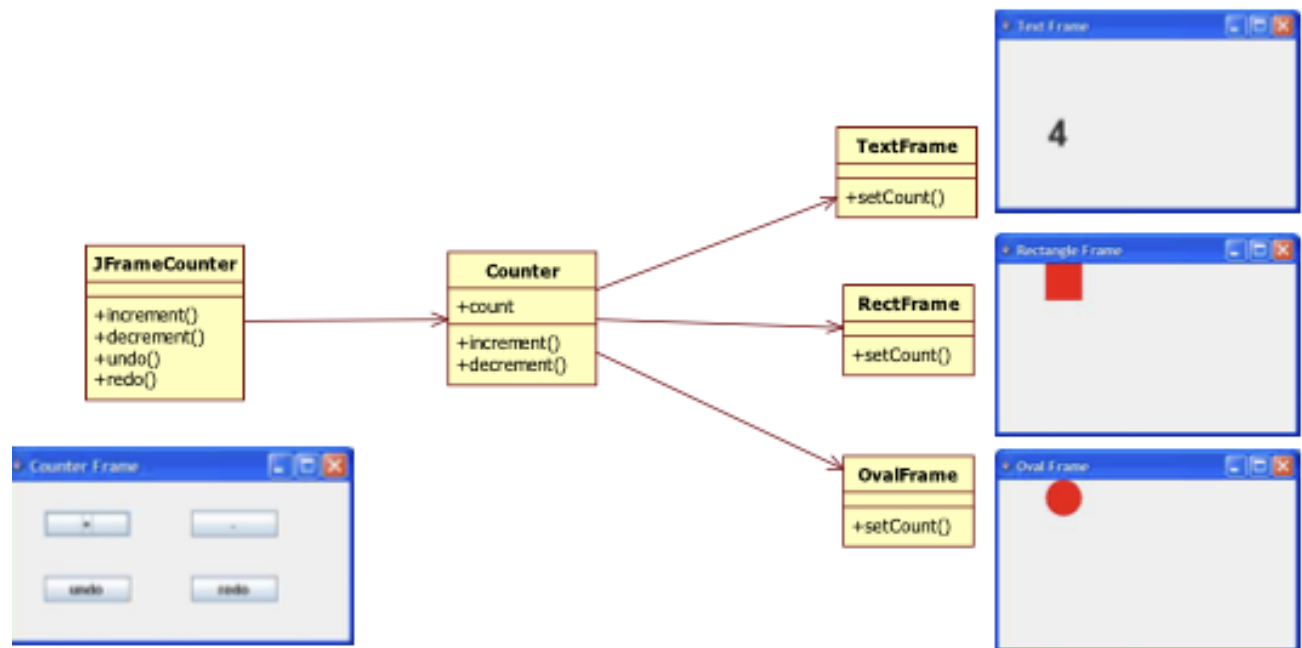 Text Frame
4
TextFrame
+setCount()
Rectangle Frame
JFrameCounter
+increment()
+decrement()
+undo()
+redo()
Counter
+count
+increment()
+decrement()
RectFrame
+setCount()
Counter Frame
+
-
undo
redo
OvalFrame
+setCount()
Oval Frame